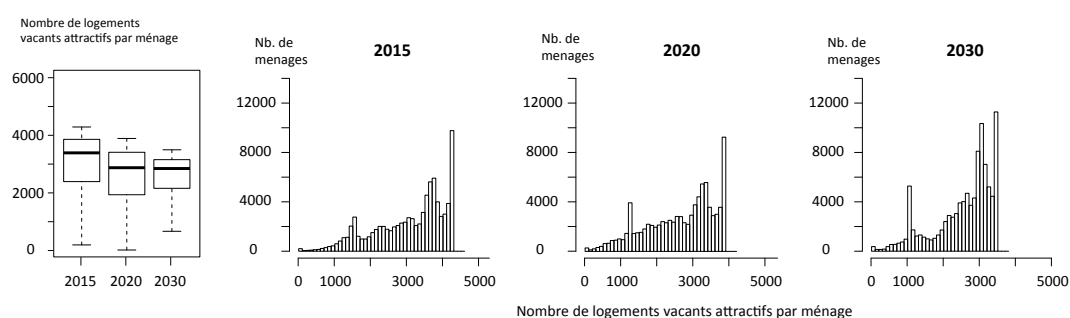 Nombre de logements
vacants attractifs par ménage
6000
4000
2000
0
2015 2020 2030
Nb. de
menages
2015
12000
8000
4000
0
0 1000 3000 5000
Nb. de
menages
2020
12000
8000
4000
0
0 1000 3000 5000
Nb. de
menages
2030
12000
8000
4000
0
0 1000 3000 5000
Nombre de logements vacants attractifs par ménage